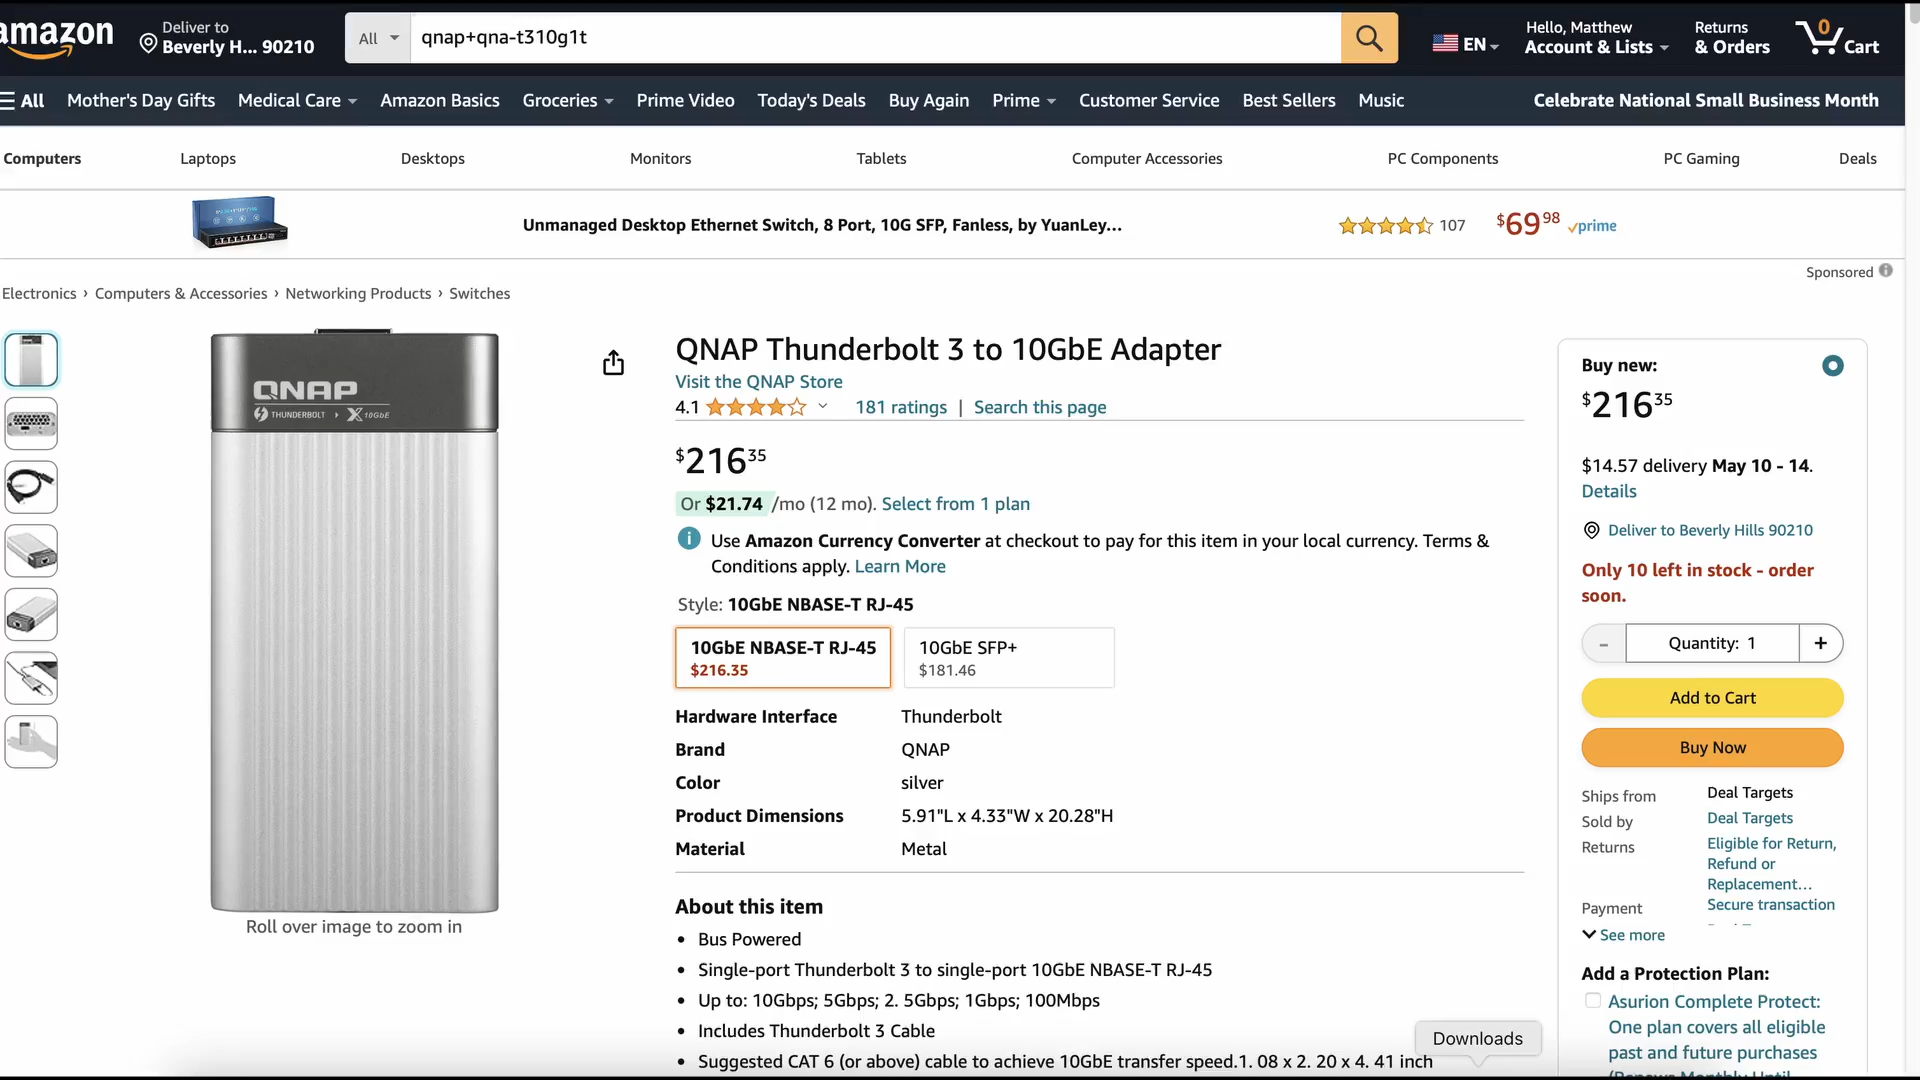 amazon
Deliver to
Beverly H... 90210
All
qnap+qna-t310g1t
EN
Hello, Matthew
Account & Lists
Returns
& Orders
0
Cart
All
Mother's Day Gifts
Medical Care
Amazon Basics
Groceries
Prime Video
Today's Deals
Buy Again
Prime
Customer Service
Best Sellers
Music
Celebrate National Small Business Month
Computers
Laptops
Desktops
Monitors
Tablets
Computer Accessories
PC Components
PC Gaming
Deals
Unmanaged Desktop Ethernet Switch, 8 Port, 10G SFP, Fanless, by YuanLey...
107
$69 98
prime
Sponsored
Electronics › Computers & Accessories › Networking Products › Switches
QNAP
THUNDERBOLT
10GbE
Roll over image to zoom in
QNAP Thunderbolt 3 to 10GbE Adapter
Visit the QNAP Store
4.1
181 ratings | Search this page
$216 35
Or $21.74 /mo (12 mo). Select from 1 plan
Use Amazon Currency Converter at checkout to pay for this item in your local currency. Terms &
Conditions apply. Learn More
Style: 10GbE NBASE-T RJ-45
10GbE NBASE-T RJ-45
$216.35
10GbE SFP+
$181.46
Hardware Interface Thunderbolt
Brand QNAP
Color silver
Product Dimensions 5.91"L x 4.33"W x 20.28"H
Material Metal
About this item
• Bus Powered
• Single-port Thunderbolt 3 to single-port 10GbE NBASE-T RJ-45
• Up to: 10Gbps; 5Gbps; 2. 5Gbps; 1Gbps; 100Mbps
• Includes Thunderbolt 3 Cable
• Suggested CAT 6 (or above) cable to achieve 10GbE transfer speed.1. 08 x 2. 20 x 4. 41 inch
Buy new:
$216 35
$14.57 delivery May 10 - 14.
Details
Deliver to Beverly Hills 90210
Only 10 left in stock - order
soon.
- Quantity: 1 +
Add to Cart
Buy Now
Ships from Deal Targets
Sold by Deal Targets
Returns Eligible for Return,
Refund or
Replacement...
Payment Secure transaction
See more
Add a Protection Plan:
Asurion Complete Protect:
One plan covers all eligible
past and future purchases
(Renews Monthly Until
Downloads